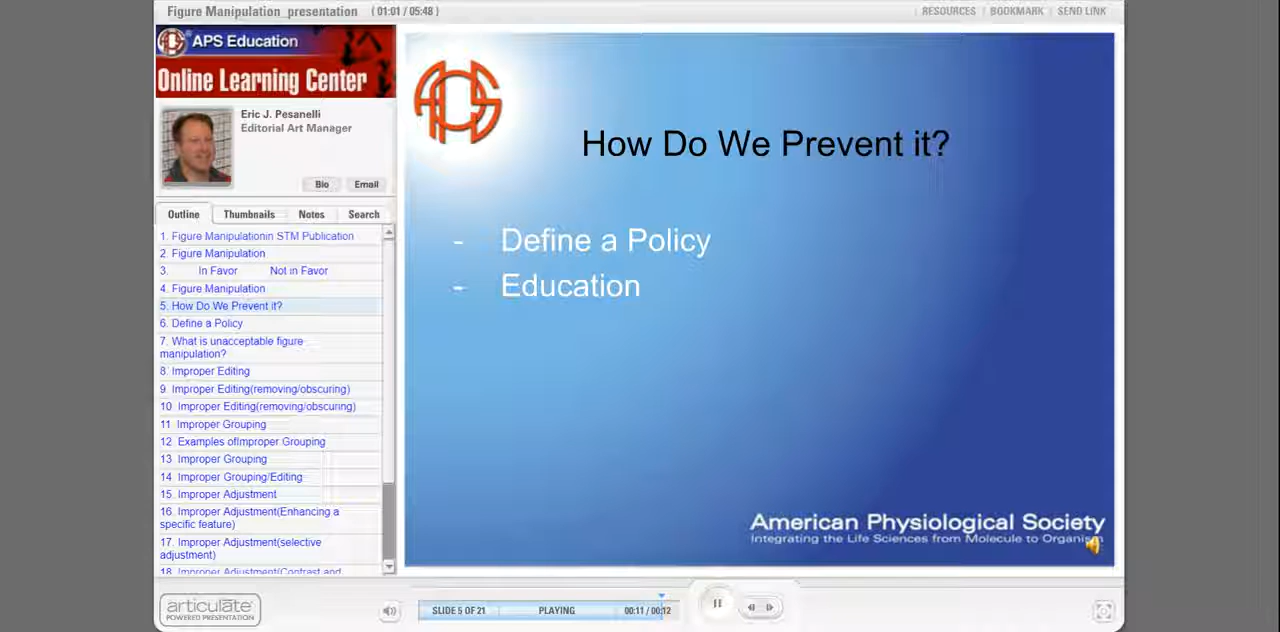 Figure Manipulation_presentation ( 01:01 / 05:48 )
RESOURCES | BOOKMARK | SEND LINK
APS Education
Online Learning Center
Eric J. Pesanelli
Editorial Art Manager
Bio Email
Outline Thumbnails Notes Search
1. Figure Manipulationin STM Publication
2. Figure Manipulation
3. In Favor Not in Favor
4. Figure Manipulation
5. How Do We Prevent it?
6. Define a Policy
7. What is unacceptable figure
manipulation?
8. Improper Editing
9. Improper Editing(removing/obscuring)
10. Improper Editing(removing/obscuring)
11. Improper Grouping
12. Examples ofImproper Grouping
13. Improper Grouping
14. Improper Grouping/Editing
15. Improper Adjustment
16. Improper Adjustment(Enhancing a
specific feature)
17. Improper Adjustment(selective
adjustment)
18. Improper Adjustment(Contrast and
APS
How Do We Prevent it?
- Define a Policy
- Education
American Physiological Society
Integrating the Life Sciences from Molecule to Organism
articulate
POWERED PRESENTATION
SLIDE 5 OF 21 PLAYING 00:11 / 00:12